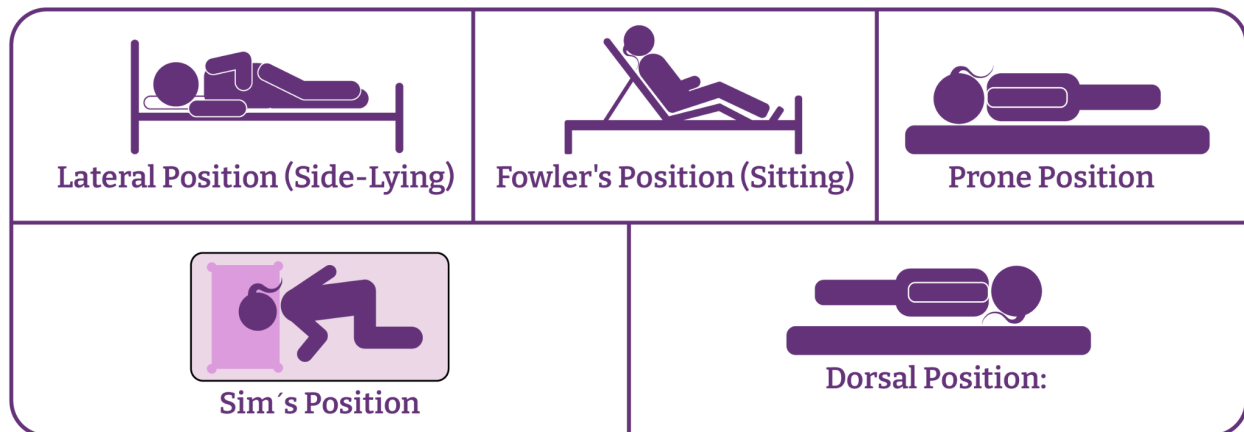 Lateral Position (Side-Lying)
Fowler's Position (Sitting)
Prone Position
Sim´s Position
Dorsal Position: